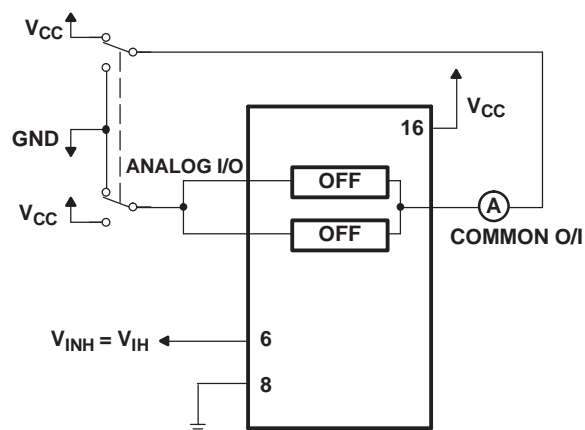 VCC
16
VCC
GND
ANALOG I/O
OFF
VCC
OFF
A
COMMON O/I
VINH = VIH
6
8